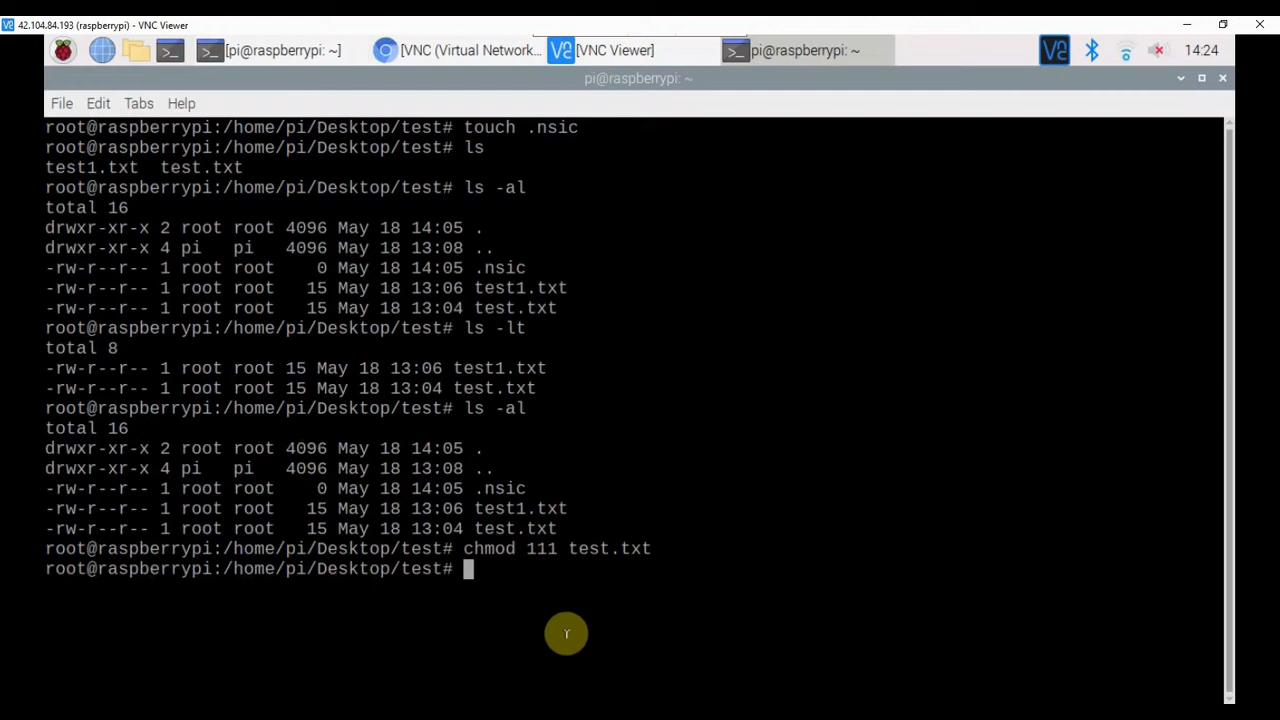 42.104.84.193 (raspberrypi) - VNC Viewer
[pi@raspberrypi: ~] [VNC (Virtual Network... [VNC Viewer] pi@raspberrypi: ~ 14:24
pi@raspberrypi: ~
File Edit Tabs Help
root@raspberrypi:/home/pi/Desktop/test# touch .nsic
root@raspberrypi:/home/pi/Desktop/test# ls
test1.txt  test.txt
root@raspberrypi:/home/pi/Desktop/test# ls -al
total 16
drwxr-xr-x 2 root root 4096 May 18 14:05 .
drwxr-xr-x 4 pi   pi   4096 May 18 13:08 ..
-rw-r--r-- 1 root root    0 May 18 14:05 .nsic
-rw-r--r-- 1 root root   15 May 18 13:06 test1.txt
-rw-r--r-- 1 root root   15 May 18 13:04 test.txt
root@raspberrypi:/home/pi/Desktop/test# ls -lt
total 8
-rw-r--r-- 1 root root 15 May 18 13:06 test1.txt
-rw-r--r-- 1 root root 15 May 18 13:04 test.txt
root@raspberrypi:/home/pi/Desktop/test# ls -al
total 16
drwxr-xr-x 2 root root 4096 May 18 14:05 .
drwxr-xr-x 4 pi   pi   4096 May 18 13:08 ..
-rw-r--r-- 1 root root    0 May 18 14:05 .nsic
-rw-r--r-- 1 root root   15 May 18 13:06 test1.txt
-rw-r--r-- 1 root root   15 May 18 13:04 test.txt
root@raspberrypi:/home/pi/Desktop/test# chmod 111 test.txt
root@raspberrypi:/home/pi/Desktop/test#